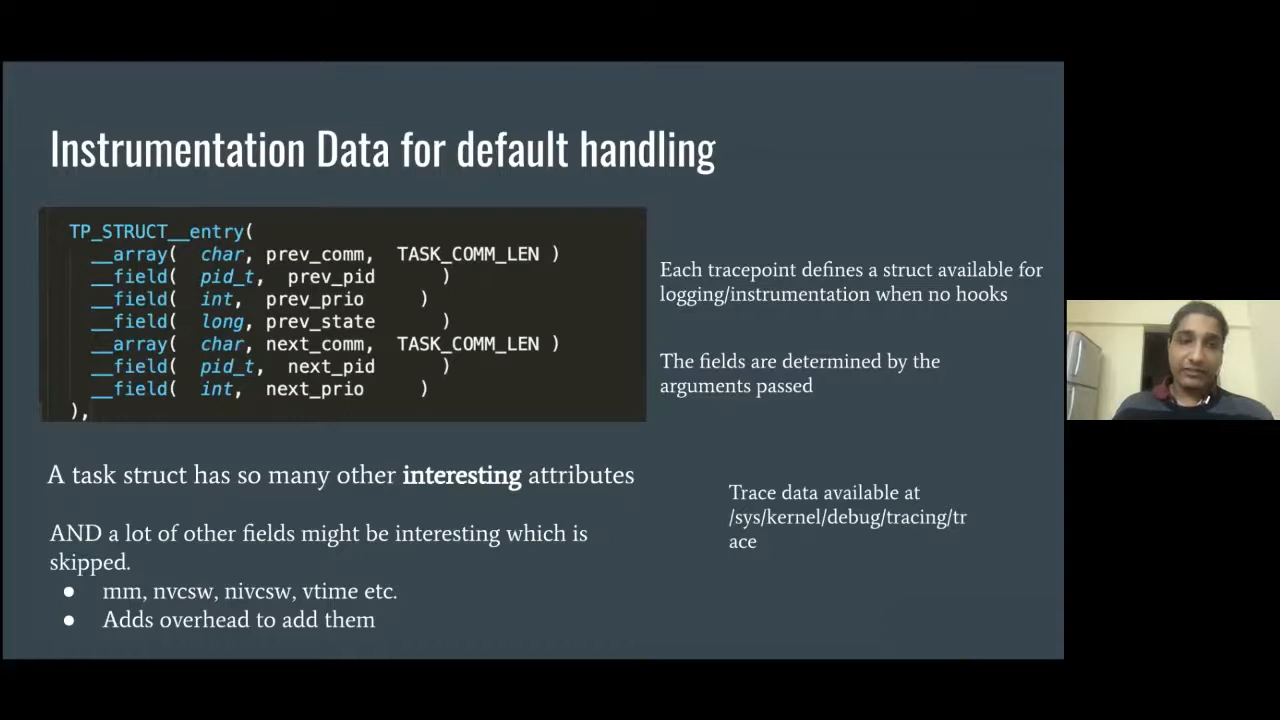 Instrumentation Data for default handling
TP_STRUCT__entry(
__array( char, prev_comm, TASK_COMM_LEN )
__field( pid_t, prev_pid )
__field( int, prev_prio )
__field( long, prev_state )
__array( char, next_comm, TASK_COMM_LEN )
__field( pid_t, next_pid )
__field( int, next_prio )
),
Each tracepoint defines a struct available for
logging/instrumentation when no hooks
The fields are determined by the
arguments passed
A task struct has so many other interesting attributes
AND a lot of other fields might be interesting which is
skipped.
● mm, nvcsw, nivcsw, vtime etc.
● Adds overhead to add them
Trace data available at
/sys/kernel/debug/tracing/tr
ace